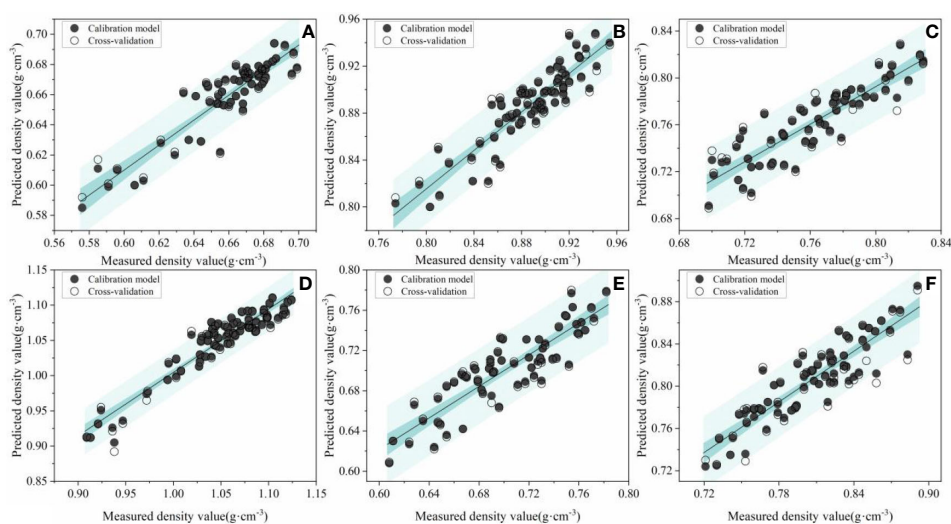 A
Calibration model
Cross-validation
Predicted density value(g·cm⁻³)
0.70
0.68
0.66
0.64
0.62
0.60
0.58
0.56 0.58 0.60 0.62 0.64 0.66 0.68 0.70
Measured density value(g·cm⁻³)
B
Calibration model
Cross-validation
Predicted density value(g·cm⁻³)
0.96
0.92
0.88
0.84
0.80
0.76 0.80 0.84 0.88 0.92 0.96
Measured density value(g·cm⁻³)
C
Calibration model
Cross-validation
Predicted density value(g·cm⁻³)
0.84
0.80
0.76
0.72
0.68
0.68 0.72 0.76 0.80 0.84
Measured density value(g·cm⁻³)
D
Calibration model
Cross-validation
Predicted density value(g·cm⁻³)
1.15
1.10
1.05
1.00
0.95
0.90
0.85
0.90 0.95 1.00 1.05 1.10 1.15
Measured density value(g·cm⁻³)
E
Calibration model
Cross-validation
Predicted density value(g·cm⁻³)
0.80
0.76
0.72
0.68
0.64
0.60
0.60 0.64 0.68 0.72 0.76 0.80
Measured density value(g·cm⁻³)
F
Calibration model
Cross-validation
Predicted density value(g·cm⁻³)
0.88
0.84
0.80
0.76
0.72
0.72 0.76 0.80 0.84 0.88 0.92
Measured density value(g·cm⁻³)